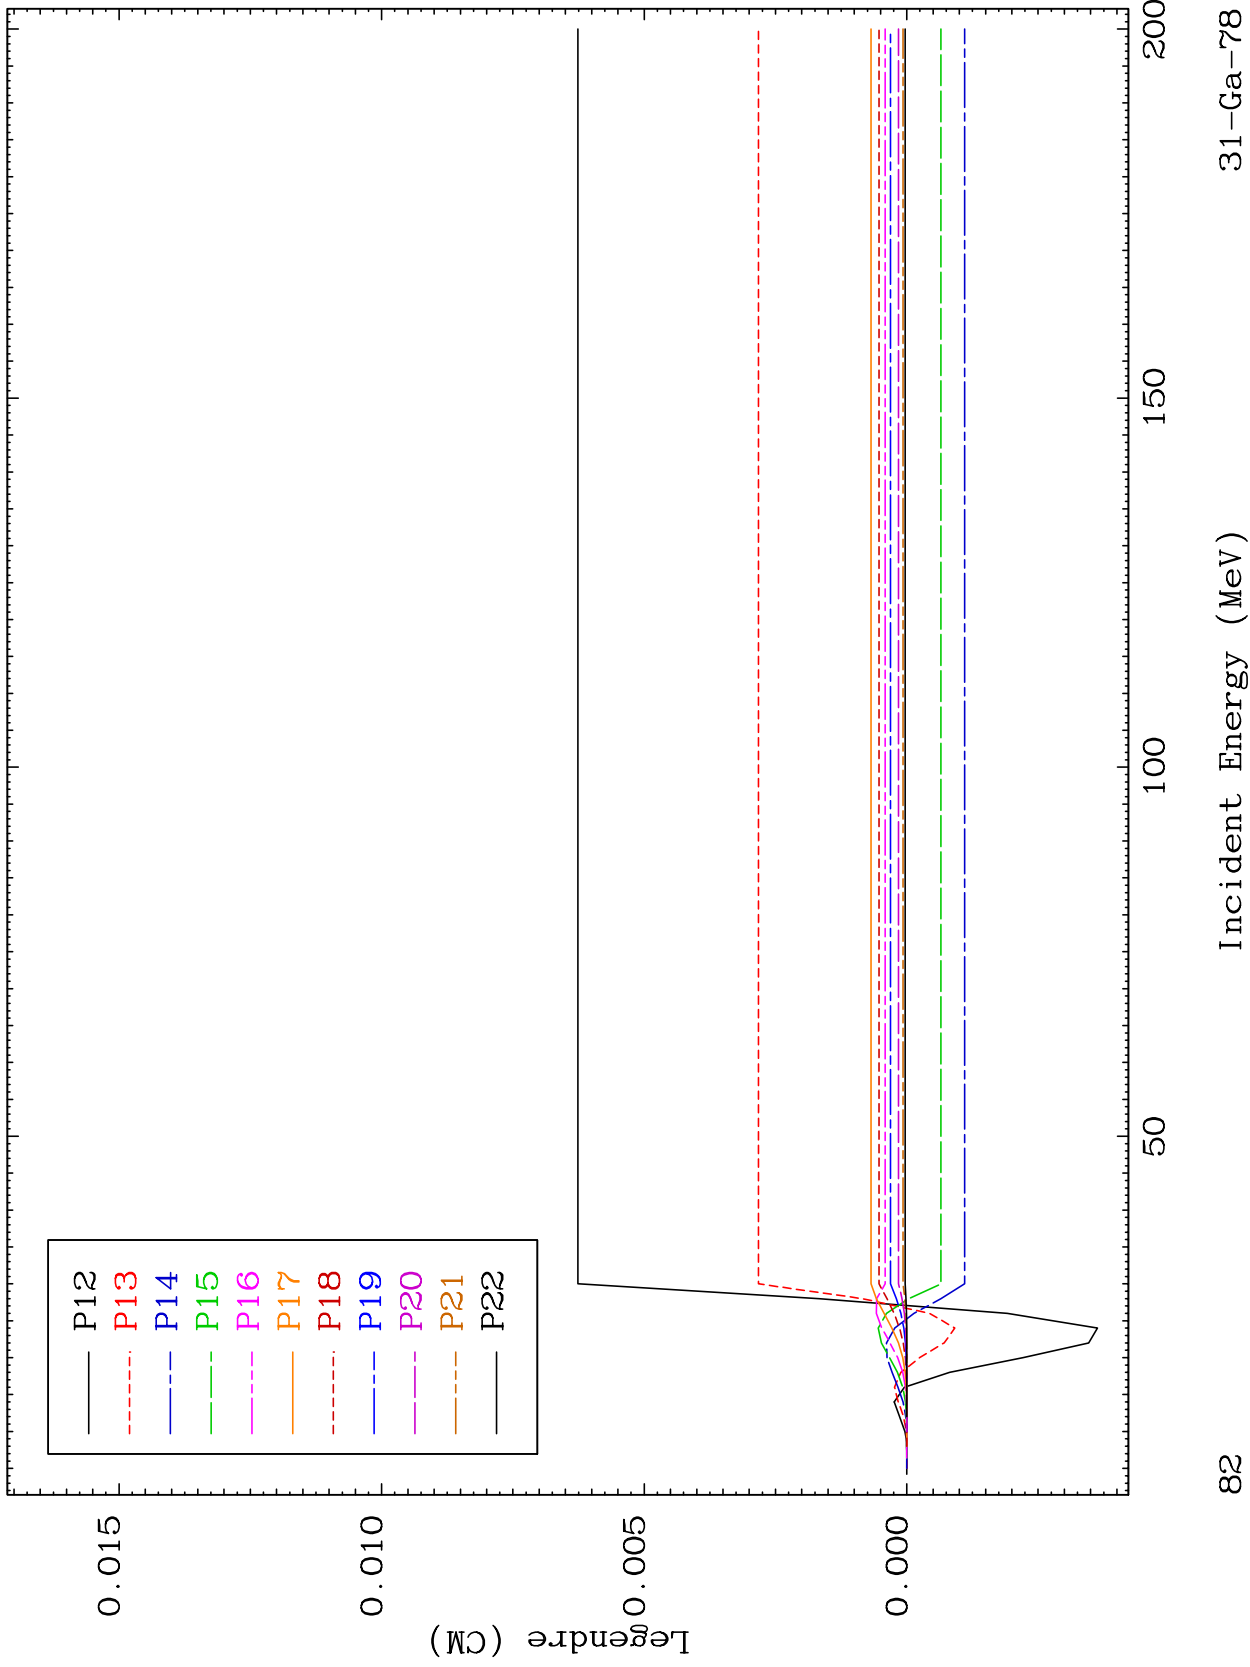 P12
P13
P14
P15
P16
P17
P18
P19
P20
P21
P22
0.015
0.010
0.005
0.000
Legendre (CM)
50
100
150
200
Incident Energy (MeV)
82
31-Ga-78